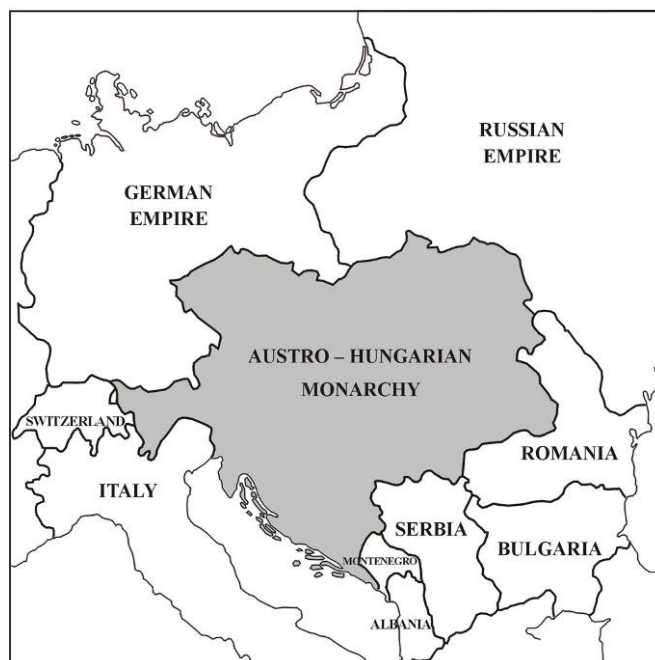 RUSSIAN
EMPIRE
GERMAN
EMPIRE
AUSTRO – HUNGARIAN
MONARCHY
SWITZERLAND
ITALY
ROMANIA
SERBIA
BULGARIA
MONTENEGRO
ALBANIA